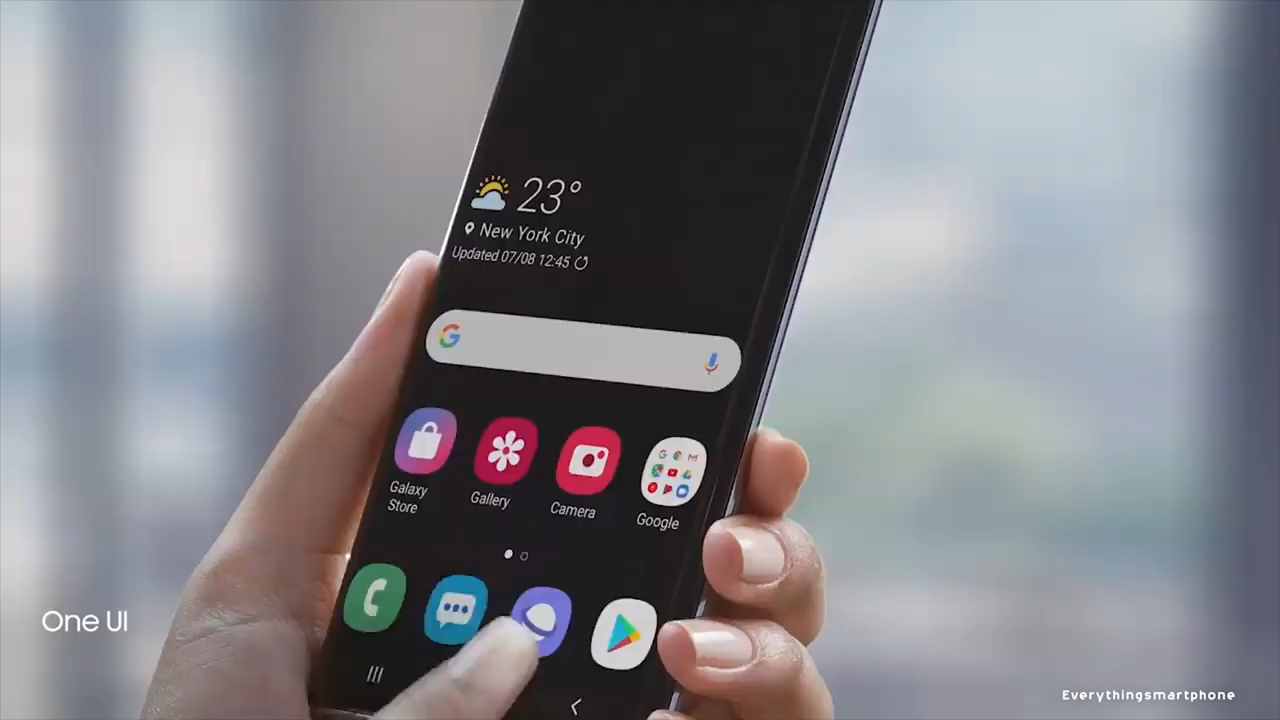 23°
New York City
Updated 07/08 12:45
Galaxy
Store
Gallery
Camera
Google
One UI
Everythingsmartphone